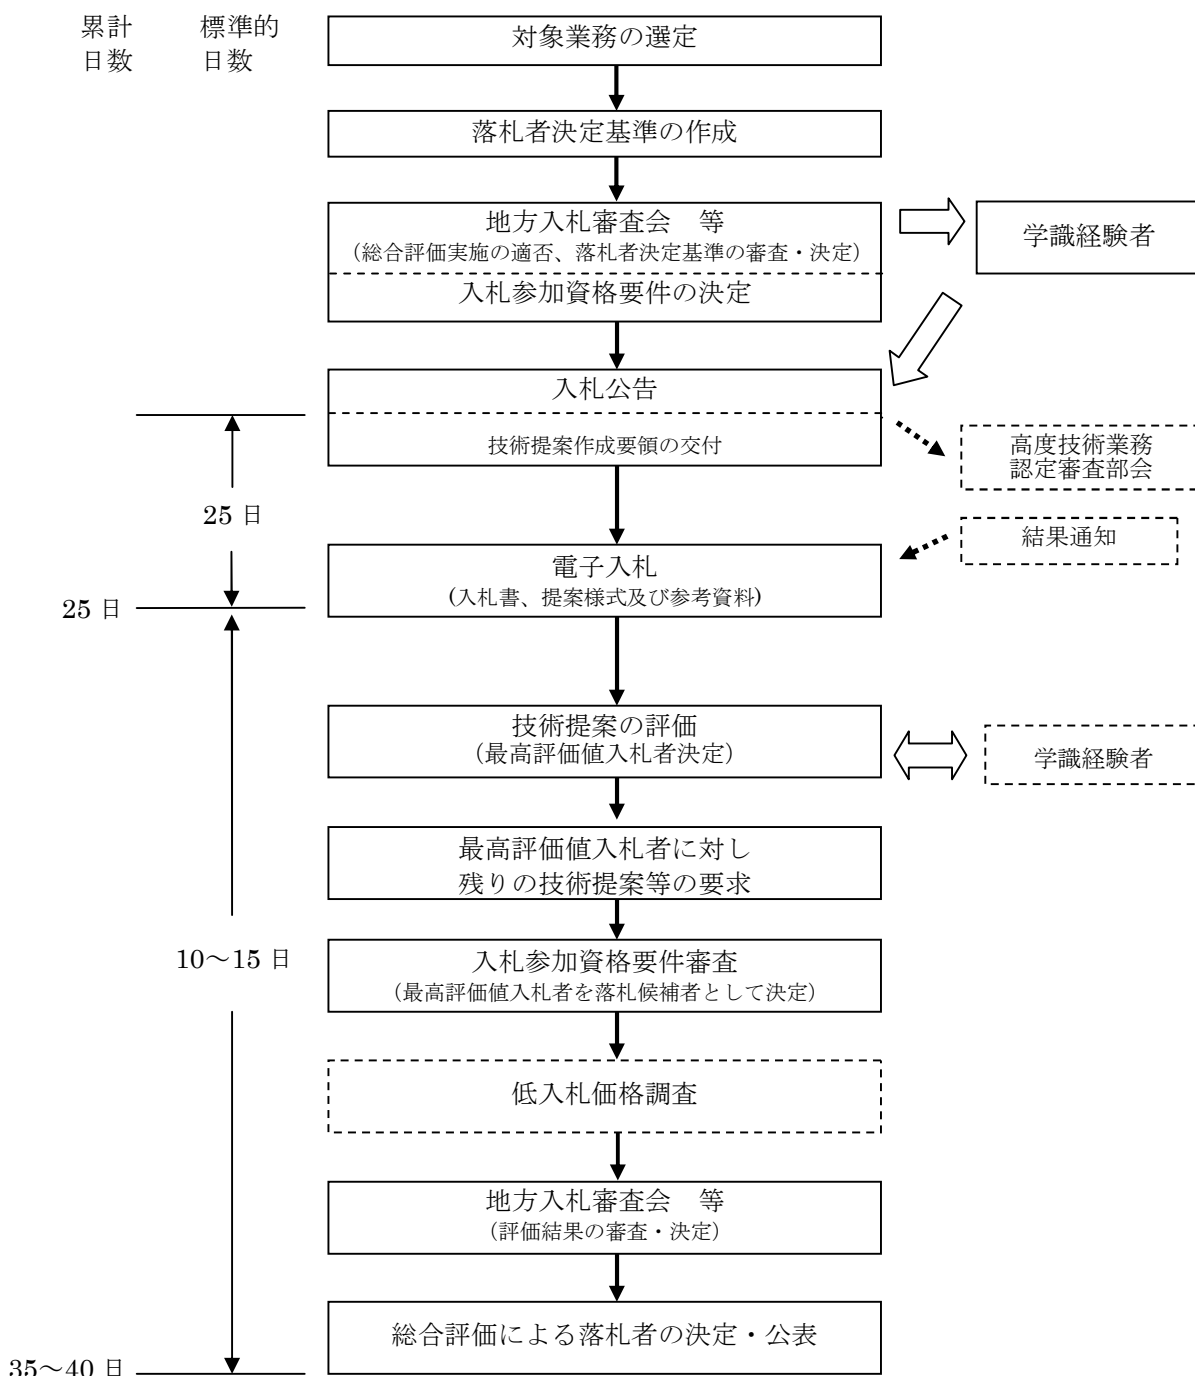 累計 標準的
日数 日数
対象業務の選定
落札者決定基準の作成
地方入札審査会　等
（総合評価実施の適否、落札者決定基準の審査・決定）
入札参加資格要件の決定
学識経験者
入札公告
技術提案作成要領の交付
高度技術業務
認定審査部会
25 日
結果通知
電子入札
(入札書、提案様式及び参考資料)
25 日
技術提案の評価
(最高評価値入札者決定）
学識経験者
最高評価値入札者に対し
残りの技術提案等の要求
10～15 日
入札参加資格要件審査
（最高評価値入札者を落札候補者として決定）
低入札価格調査
地方入札審査会　等
（評価結果の審査・決定）
総合評価による落札者の決定・公表
35～40 日